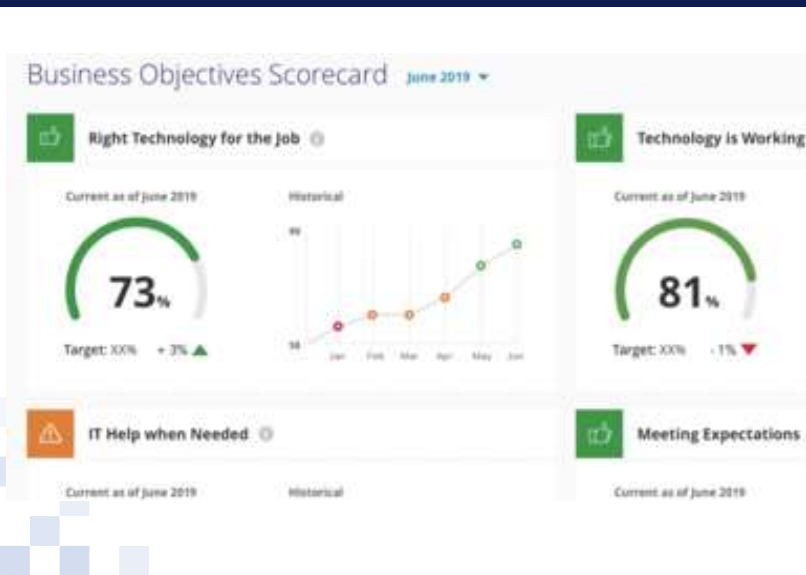 Business Objectives Scorecard June 2019
Right Technology for the Job
Technology is Working
Current as of June 2019
Historical
73%
Target: XX% + 3%
Jan Feb Mar Apr May Jun
Current as of June 2019
81%
Target: XX% - 1%
IT Help when Needed
Meeting Expectations
Current as of June 2019
Historical
Current as of June 2019